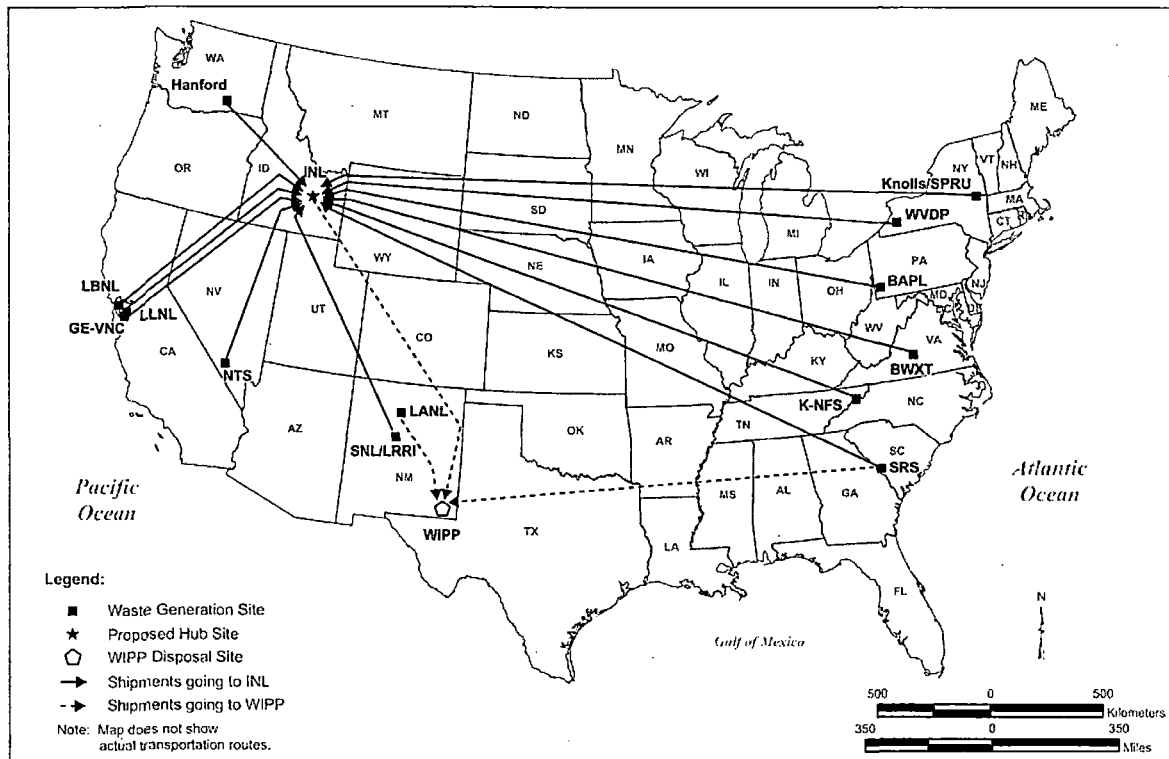 WA
Hanford
ME
MT
ND
MN
OR
ID
INL
VT
NH
NY
WI
Knolls/SPRU
MA
SD
WVDP
CT
MI
WY
IA
PA
NE
NJ
LBNL
NV
IL
IN
OH
BAPL
MD
LLNL
GE-VNC
UT
CO
WV
VA
CA
KS
MO
KY
BWXT
NTS
LANL
K-NFS
NC
TN
AZ
OK
AR
SNL/LRRI
SC
NM
SRS
Pacific
Ocean
Atlantic
Ocean
MS
AL
GA
WIPP
TX
LA
FL
Legend:
Waste Generation Site
Proposed Hub Site
WIPP Disposal Site
Shipments going to INL
Shipments going to WIPP
Note: Map does not show
actual transportation routes.
Gulf of Mexico
N
500 0 500
Kilometers
350 0 350
Miles